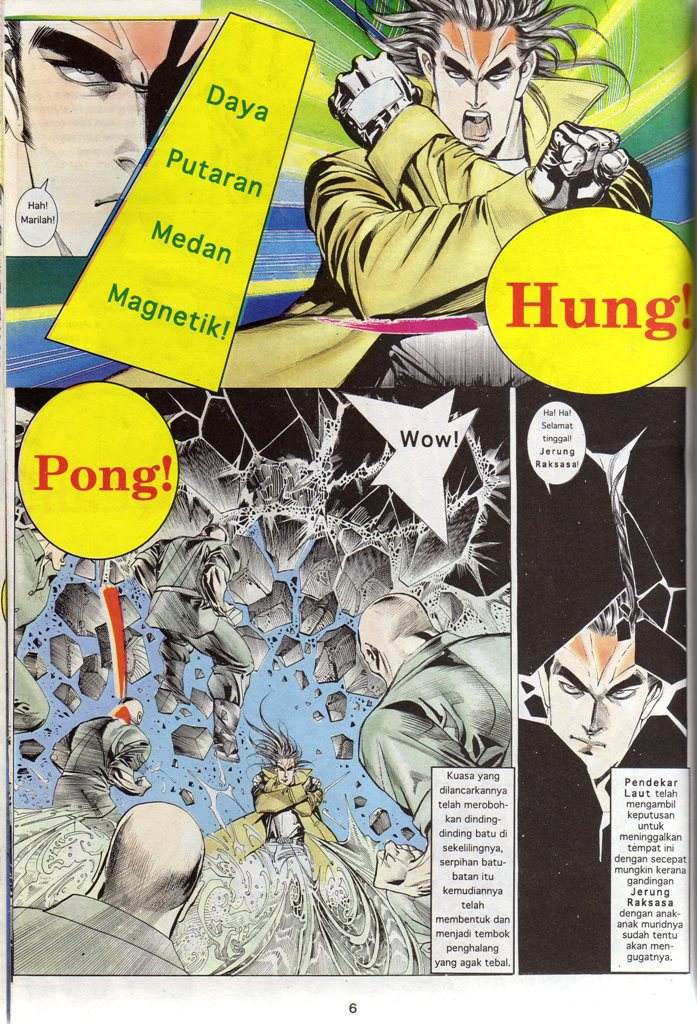 Hah!
Marilah!
Daya
Putaran
Medan
Magnetik!
Hung!
Pong!
Wow!
Ha! Ha!
Selamat
tinggal!
Jerung
Raksasa!
Kuasa yang
dilancarkannya
telah meroboh-
kan dinding-
dinding batu di
sekelilingnya,
serpihan batu-
batan itu
kemudiannya
telah
membentuk dan
menjadi tembok
penghalang
yang agak tebal.
Pendekar
Laut telah
mengambil
keputusan
untuk
meninggalkan
tempat ini
dengan secepat
mungkin kerana
gandingan
Jerung
Raksasa
dengan anak-
anak muridnya
sudah tentu
akan men-
gugatnya.
6